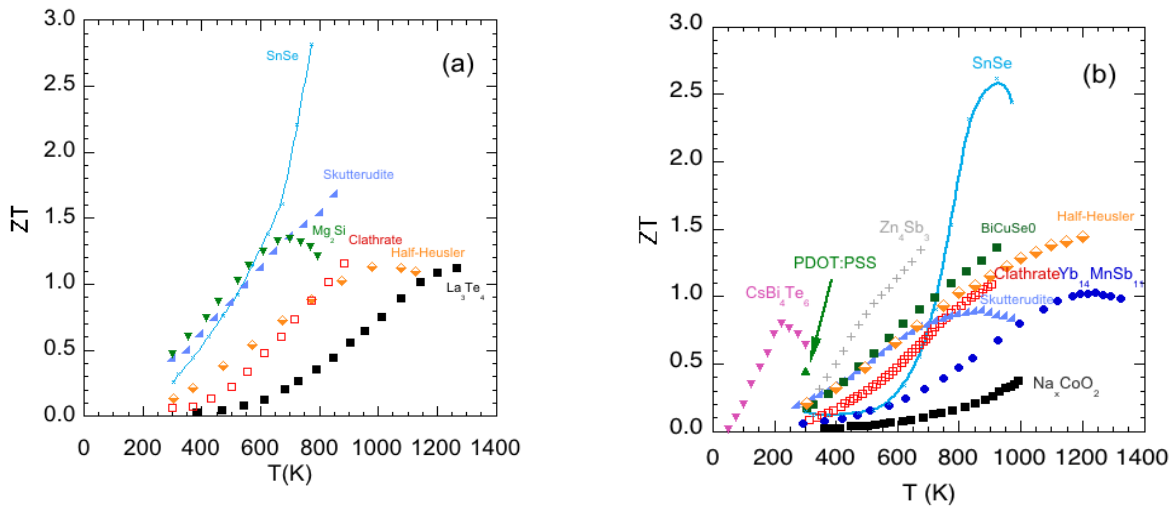 3.0
2.5
2.0
1.5
1.0
0.5
0.0
ZT
0 200 400 600 800 1000 1200 1400
T(K)
(a)
SnSe
Skutterudite
Mg2Si
Clathrate
Half-Heusler
La3Te4
3.0
2.5
2.0
1.5
1.0
0.5
0.0
ZT
0 200 400 600 800 1000 1200 1400
T (K)
(b)
SnSe
Half-Heusler
Zn4Sb3
BiCuSe0
PDOT:PSS
Clathrate Yb14MnSb11
CsBi4Te6
Skutterudite
NaxCoO2